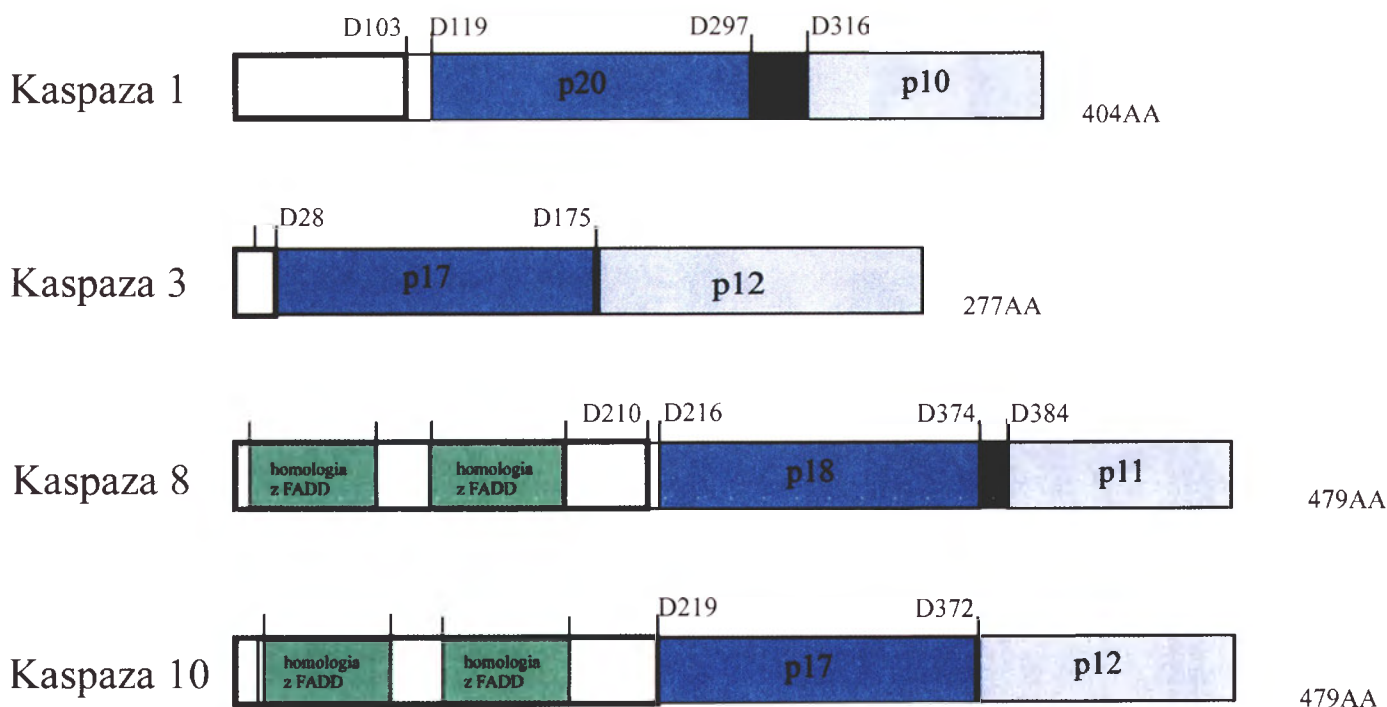 D103 D119 D297 D316
Kaspaza 1
p20 p10
404AA
D28 D175
Kaspaza 3
p17 p12
277AA
D210 D216 D374 D384
Kaspaza 8
homologia
z FADD
homologia
z FADD
p18 p11
479AA
D219 D372
Kaspaza 10
homologia
z FADD
homologia
z FADD
p17 p12
479AA